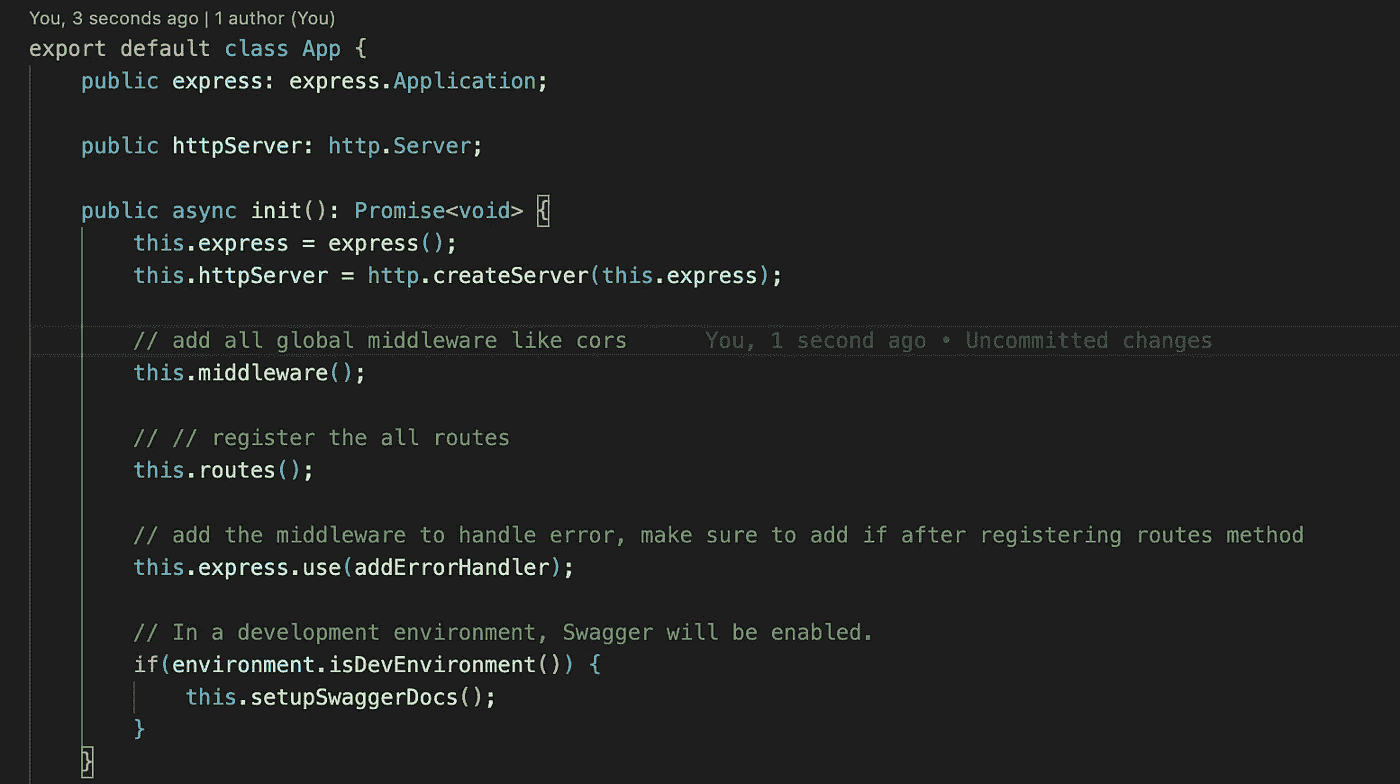 You, 3 seconds ago | 1 author (You)
export default class App {
public express: express.Application;
public httpServer: http.Server;
public async init(): Promise<void> {
this.express = express();
this.httpServer = http.createServer(this.express);
// add all global middleware like cors You, 1 second ago • Uncommitted changes
this.middleware();
// // register the all routes
this.routes();
// add the middleware to handle error, make sure to add if after registering routes method
this.express.use(addErrorHandler);
// In a development environment, Swagger will be enabled.
if(environment.isDevEnvironment()) {
this.setupSwaggerDocs();
}
}